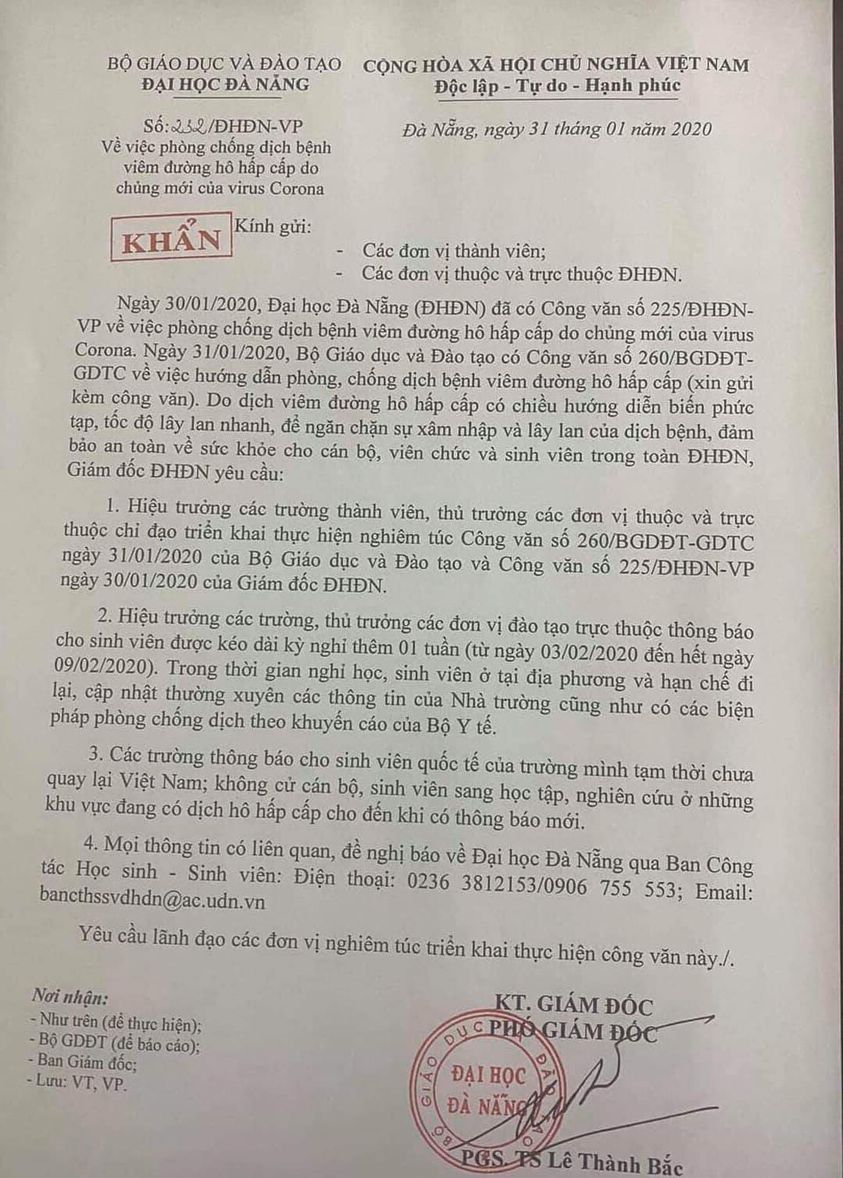 BỘ GIÁO DỤC VÀ ĐÀO TẠO
ĐẠI HỌC ĐÀ NẴNG
CỘNG HÒA XÃ HỘI CHỦ NGHĨA VIỆT NAM
Độc lập - Tự do - Hạnh phúc
Số:232/ĐHĐN-VP
Về việc phòng chống dịch bệnh
viêm đường hô hấp cấp do
chủng mới của virus Corona
Đà Nẵng, ngày 31 tháng 01 năm 2020
KHẨN
Kính gửi:
- Các đơn vị thành viên;
- Các đơn vị thuộc và trực thuộc ĐHĐN.
Ngày 30/01/2020, Đại học Đà Nẵng (ĐHĐN) đã có Công văn số 225/ĐHĐN-
VP về việc phòng chống dịch bệnh viêm đường hô hấp cấp do chủng mới của virus
Corona. Ngày 31/01/2020, Bộ Giáo dục và Đào tạo có Công văn số 260/BGDĐT-
GDTC về việc hướng dẫn phòng, chống dịch bệnh viêm đường hô hấp cấp (xin gửi
kèm công văn). Do dịch viêm đường hô hấp cấp có chiều hướng diễn biến phức
tạp, tốc độ lây lan nhanh, để ngăn chặn sự xâm nhập và lây lan của dịch bệnh, đảm
bảo an toàn về sức khỏe cho cán bộ, viên chức và sinh viên trong toàn ĐHĐN,
Giám đốc ĐHĐN yêu cầu:
1. Hiệu trưởng các trường thành viên, thủ trưởng các đơn vị thuộc và trực
thuộc chỉ đạo triển khai thực hiện nghiêm túc Công văn số 260/BGDĐT-GDTC
ngày 31/01/2020 của Bộ Giáo dục và Đào tạo và Công văn số 225/ĐHĐN-VP
ngày 30/01/2020 của Giám đốc ĐHĐN.
2. Hiệu trưởng các trường, thủ trưởng các đơn vị đào tạo trực thuộc thông báo
cho sinh viên được kéo dài kỳ nghỉ thêm 01 tuần (từ ngày 03/02/2020 đến hết ngày
09/02/2020). Trong thời gian nghỉ học, sinh viên ở tại địa phương và hạn chế đi
lại, cập nhật thường xuyên các thông tin của Nhà trường cũng như có các biện
pháp phòng chống dịch theo khuyến cáo của Bộ Y tế.
3. Các trường thông báo cho sinh viên quốc tế của trường mình tạm thời chưa
quay lại Việt Nam; không cử cán bộ, sinh viên sang học tập, nghiên cứu ở những
khu vực đang có dịch hô hấp cấp cho đến khi có thông báo mới.
4. Mọi thông tin có liên quan, đề nghị báo về Đại học Đà Nẵng qua Ban Công
tác Học sinh - Sinh viên: Điện thoại: 0236 3812153/0906 755 553; Email:
bancthssvdhdn@ac.udn.vn
Yêu cầu lãnh đạo các đơn vị nghiêm túc triển khai thực hiện công văn này./.
Nơi nhận:
- Như trên (để thực hiện);
- Bộ GDĐT (để báo cáo);
- Ban Giám đốc;
- Lưu: VT, VP.
KT. GIÁM ĐỐC
PHÓ GIÁM ĐỐC
BỘ GIÁO DỤC VÀ ĐÀO TẠO
ĐẠI HỌC
ĐÀ NẴNG
PGS. TS Lê Thành Bắc